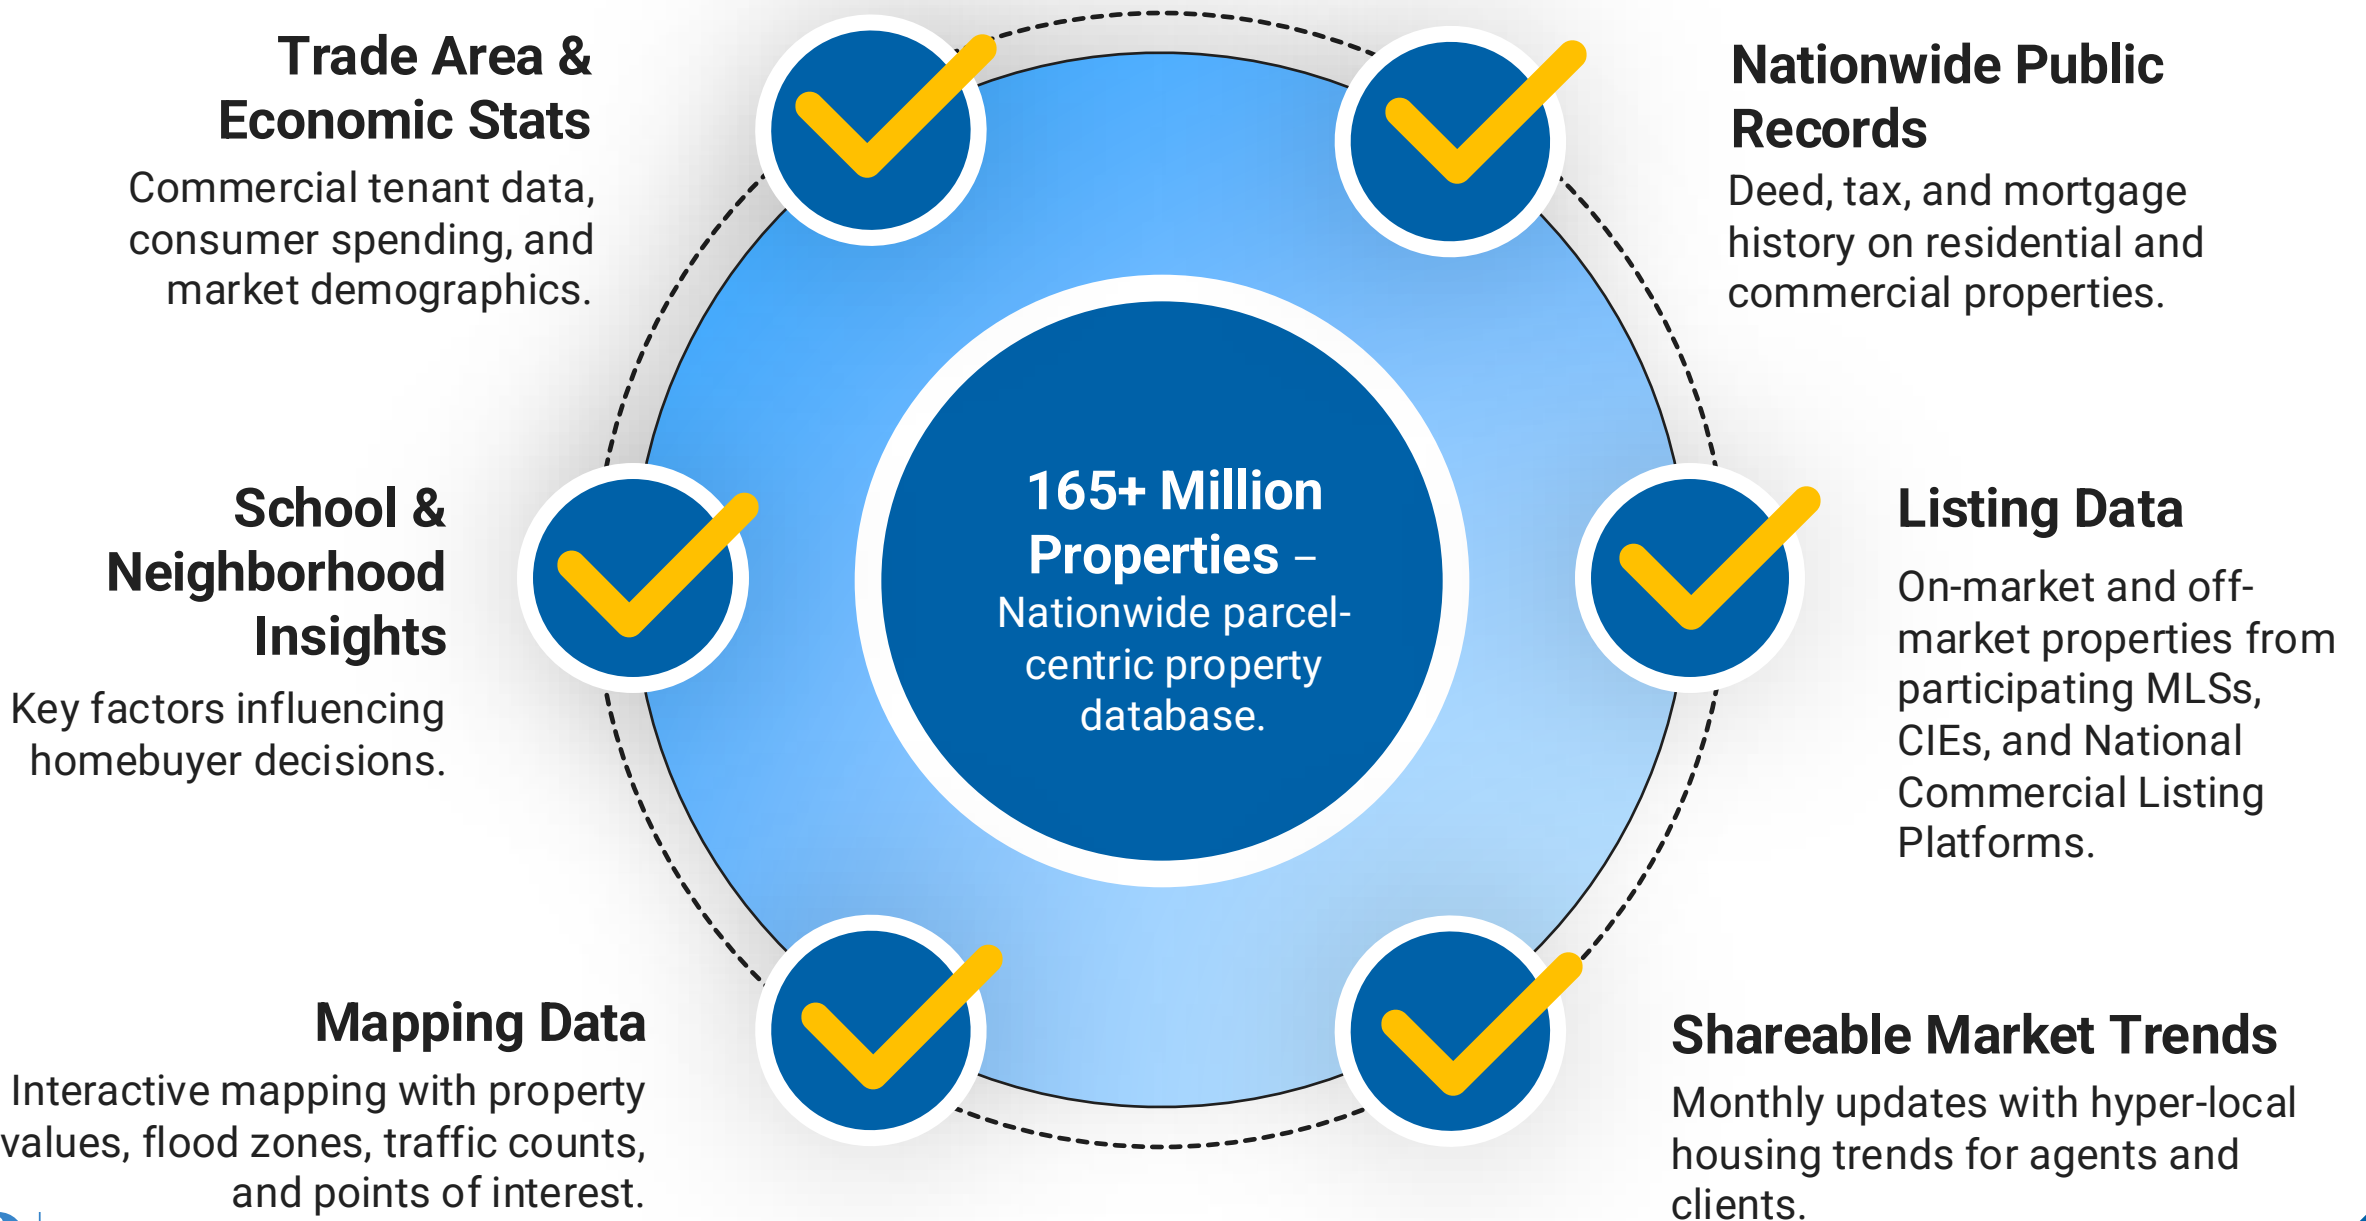 Trade Area &
Economic Stats
Commercial tenant data,
consumer spending, and
market demographics.
Nationwide Public
Records
Deed, tax, and mortgage
history on residential and
commercial properties.
School &
Neighborhood
Insights
Key factors influencing
homebuyer decisions.
165+ Million
Properties –
Nationwide parcel-
centric property
database.
Listing Data
On-market and off-
market properties from
participating MLSs,
CIEs, and National
Commercial Listing
Platforms.
Mapping Data
Interactive mapping with property
values, flood zones, traffic counts,
and points of interest.
Shareable Market Trends
Monthly updates with hyper-local
housing trends for agents and
clients.